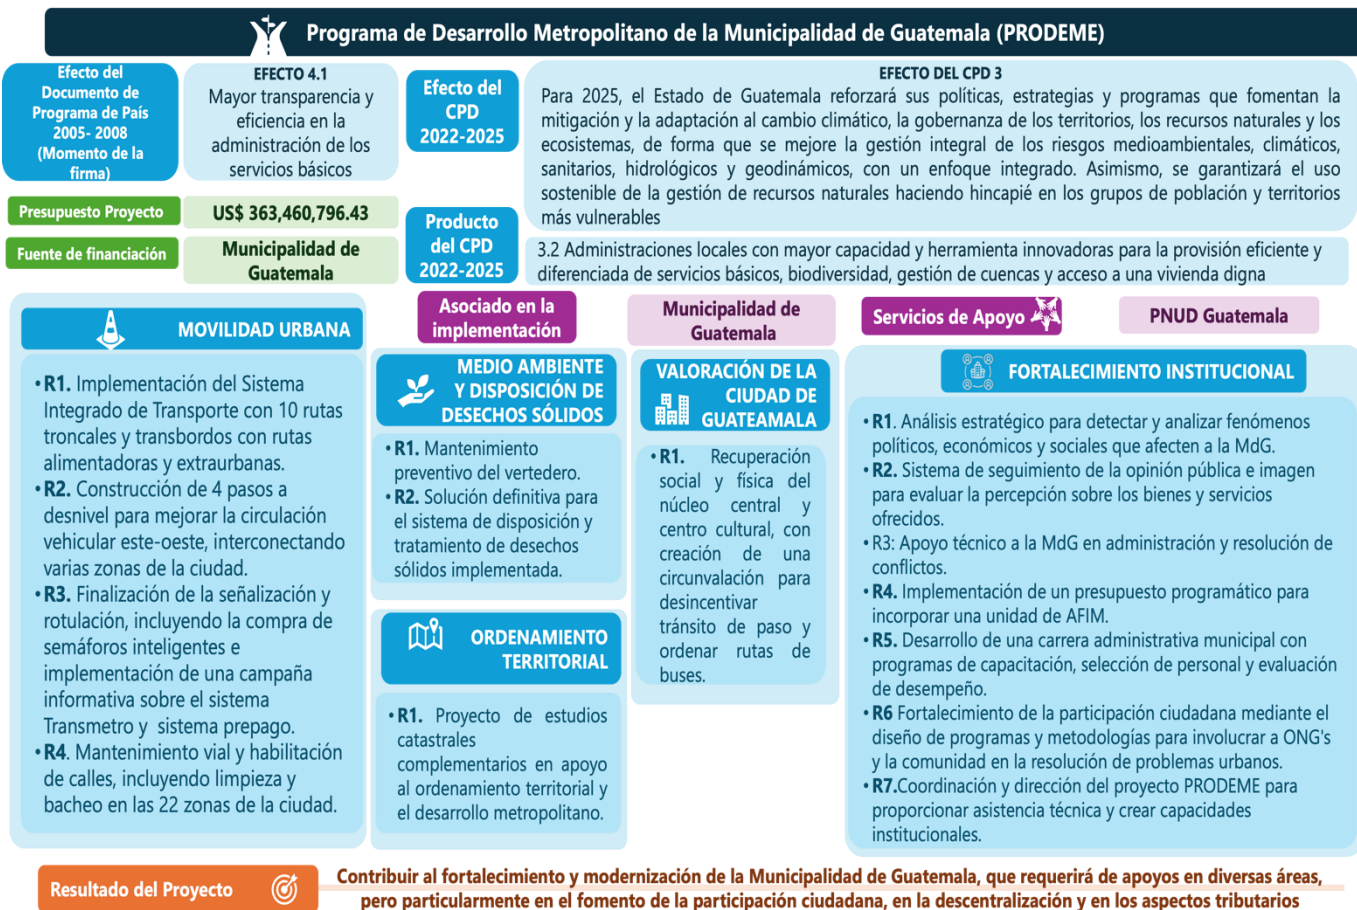 Programa de Desarrollo Metropolitano de la Municipalidad de Guatemala (PRODEME)
Efecto del
Documento de
Programa de País
2005- 2008
(Momento de la
firma)
EFECTO 4.1
Mayor transparencia y
eficiencia en la
administración de los
servicios básicos
Efecto del
CPD
2022-2025
EFECTO DEL CPD 3
Para 2025, el Estado de Guatemala reforzará sus políticas, estrategias y programas que fomentan la
mitigación y la adaptación al cambio climático, la gobernanza de los territorios, los recursos naturales y los
ecosistemas, de forma que se mejore la gestión integral de los riesgos medioambientales, climáticos,
sanitarios, hidrológicos y geodinámicos, con un enfoque integrado. Asimismo, se garantizará el uso
sostenible de la gestión de recursos naturales haciendo hincapié en los grupos de población y territorios
más vulnerables
Presupuesto Proyecto
US$ 363,460,796.43
Fuente de financiación
Municipalidad de
Guatemala
Producto
del CPD
2022-2025
3.2 Administraciones locales con mayor capacidad y herramienta innovadoras para la provisión eficiente y
diferenciada de servicios básicos, biodiversidad, gestión de cuencas y acceso a una vivienda digna
Asociado en la
implementación
Municipalidad de
Guatemala
Servicios de Apoyo
PNUD Guatemala
MOVILIDAD URBANA
•R1. Implementación del Sistema
Integrado de Transporte con 10 rutas
troncales y transbordos con rutas
alimentadoras y extraurbanas.
•R2. Construcción de 4 pasos a
desnivel para mejorar la circulación
vehicular este-oeste, interconectando
varias zonas de la ciudad.
•R3. Finalización de la señalización y
rotulación, incluyendo la compra de
semáforos inteligentes e
implementación de una campaña
informativa sobre el sistema
Transmetro y sistema prepago.
•R4. Mantenimiento vial y habilitación
de calles, incluyendo limpieza y
bacheo en las 22 zonas de la ciudad.
MEDIO AMBIENTE
Y DISPOSICIÓN DE
DESECHOS SÓLIDOS
•R1. Mantenimiento
preventivo del vertedero.
•R2. Solución definitiva para
el sistema de disposición y
tratamiento de desechos
sólidos implementada.
ORDENAMIENTO
TERRITORIAL
•R1. Proyecto de estudios
catastrales
complementarios en apoyo
al ordenamiento territorial y
el desarrollo metropolitano.
VALORACIÓN DE LA
CIUDAD DE
GUATEAMALA
•R1. Recuperación
social y física del
núcleo central y
centro cultural, con
creación de una
circunvalación para
desincentivar
tránsito de paso y
ordenar rutas de
buses.
FORTALECIMIENTO INSTITUCIONAL
•R1. Análisis estratégico para detectar y analizar fenómenos
políticos, económicos y sociales que afecten a la MdG.
•R2. Sistema de seguimiento de la opinión pública e imagen
para evaluar la percepción sobre los bienes y servicios
ofrecidos.
•R3: Apoyo técnico a la MdG en administración y resolución de
conflictos.
•R4. Implementación de un presupuesto programático para
incorporar una unidad de AFIM.
•R5. Desarrollo de una carrera administrativa municipal con
programas de capacitación, selección de personal y evaluación
de desempeño.
•R6 Fortalecimiento de la participación ciudadana mediante el
diseño de programas y metodologías para involucrar a ONG's
y la comunidad en la resolución de problemas urbanos.
•R7.Coordinación y dirección del proyecto PRODEME para
proporcionar asistencia técnica y crear capacidades
institucionales.
Resultado del Proyecto
Contribuir al fortalecimiento y modernización de la Municipalidad de Guatemala, que requerirá de apoyos en diversas áreas,
pero particularmente en el fomento de la participación ciudadana, en la descentralización y en los aspectos tributarios